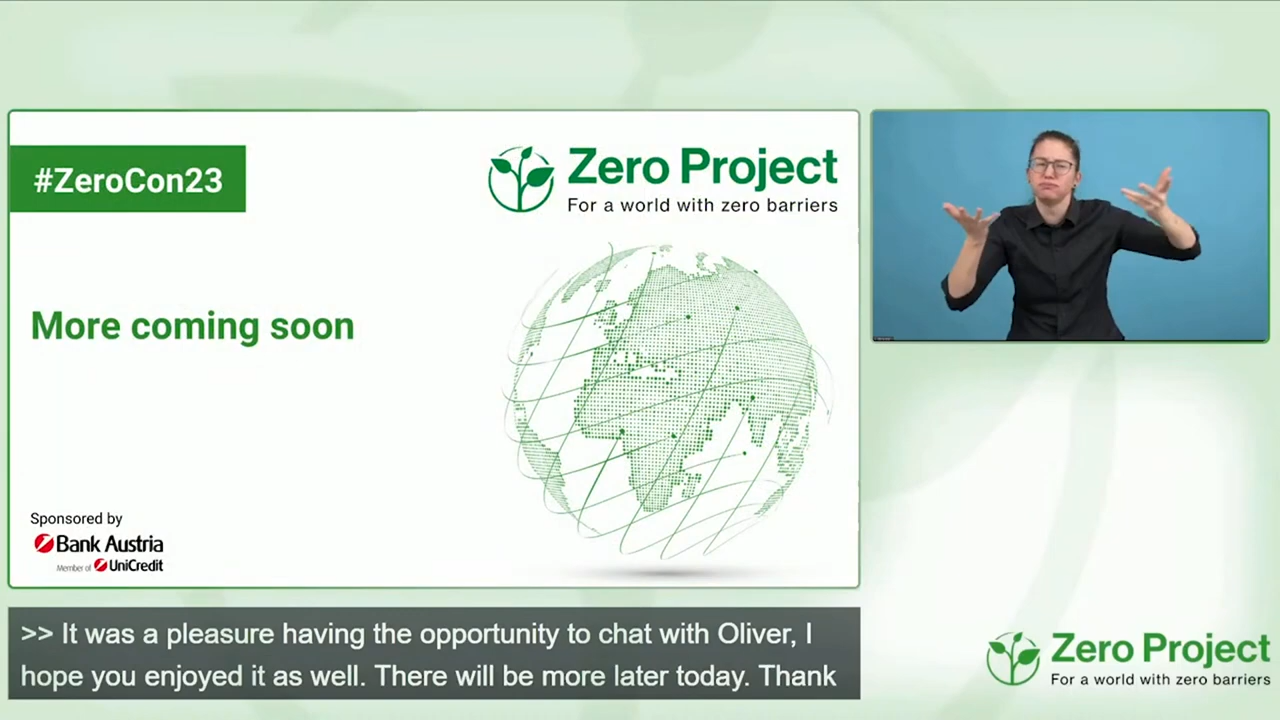 #ZeroCon23
Zero Project
For a world with zero barriers
More coming soon
Sponsored by
Bank Austria
Member of UniCredit
>> It was a pleasure having the opportunity to chat with Oliver, I
hope you enjoyed it as well. There will be more later today. Thank
Zero Project
For a world with zero barriers